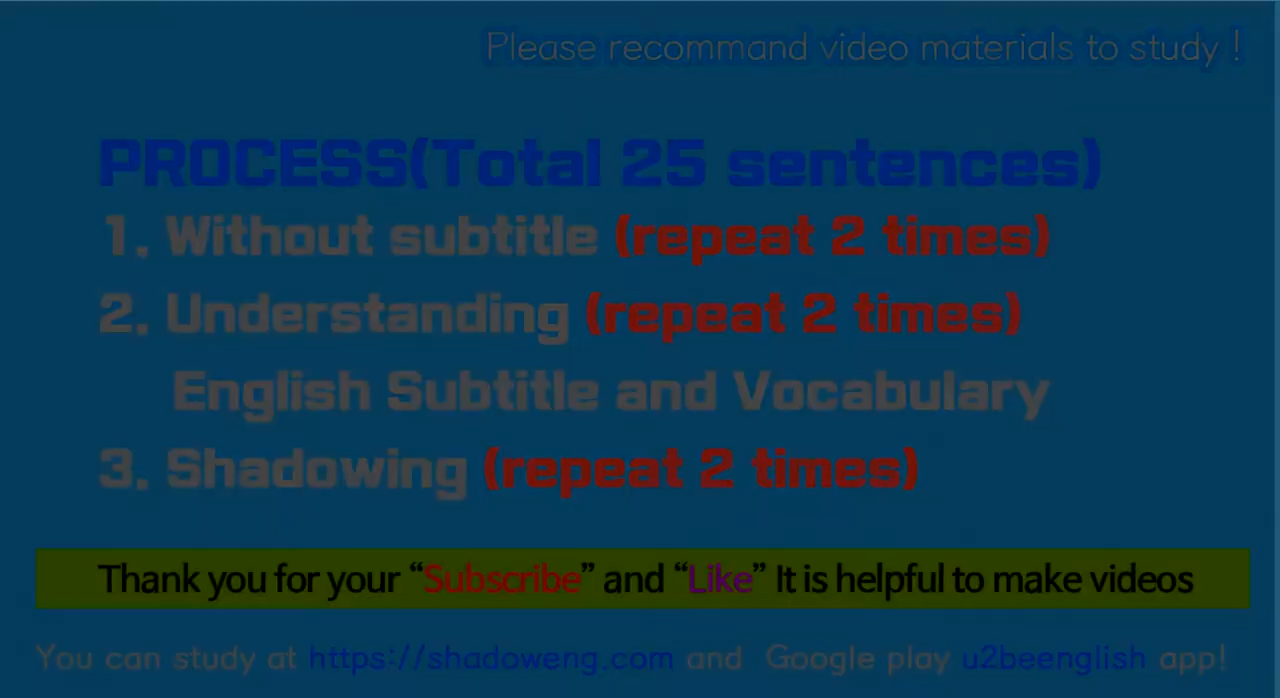 Please recommand video materials to study !
PROCESS(Total 25 sentences)
1. Without subtitle (repeat 2 times)
2. Understanding (repeat 2 times)
English Subtitle and Vocabulary
3. Shadowing (repeat 2 times)
Thank you for your “Subscribe” and “Like” It is helpful to make videos
You can study at https://shadoweng.com and Google play u2beenglish app!